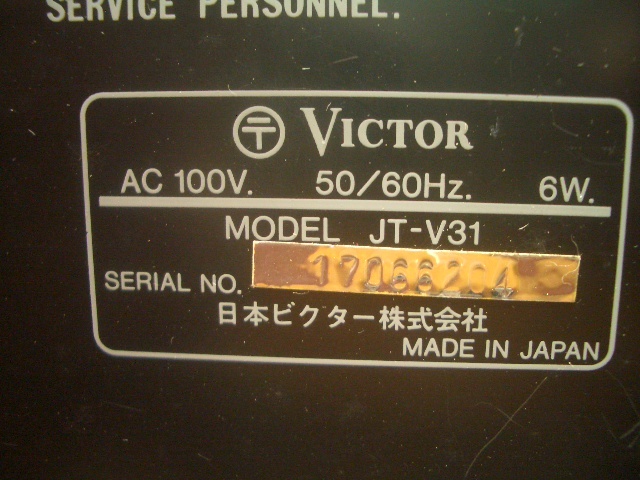 SERVICE PERSONNEL.
〒 VICTOR
AC 100V. 50/60Hz. 6W.
MODEL JT-V31
SERIAL NO.
日本ビクター株式会社
MADE IN JAPAN